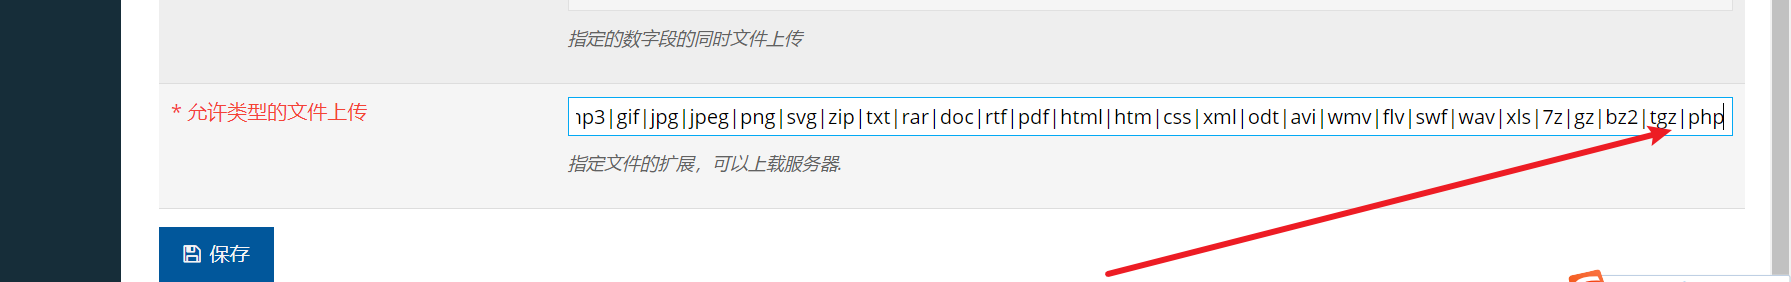 指定的数字段的同时文件上传
* 允许类型的文件上传
np3|gif|jpg|jpeg|png|svg|zip|txt|rar|doc|rtf|pdf|html|htm|css|xml|odt|avi|wmv|flv|swf|wav|xls|7z|gz|bz2|tgz|php
指定文件的扩展，可以上载服务器.
保存